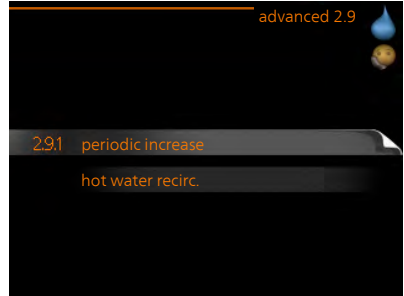 advanced 2.9
2.9.1 periodic increase
hot water recirc.